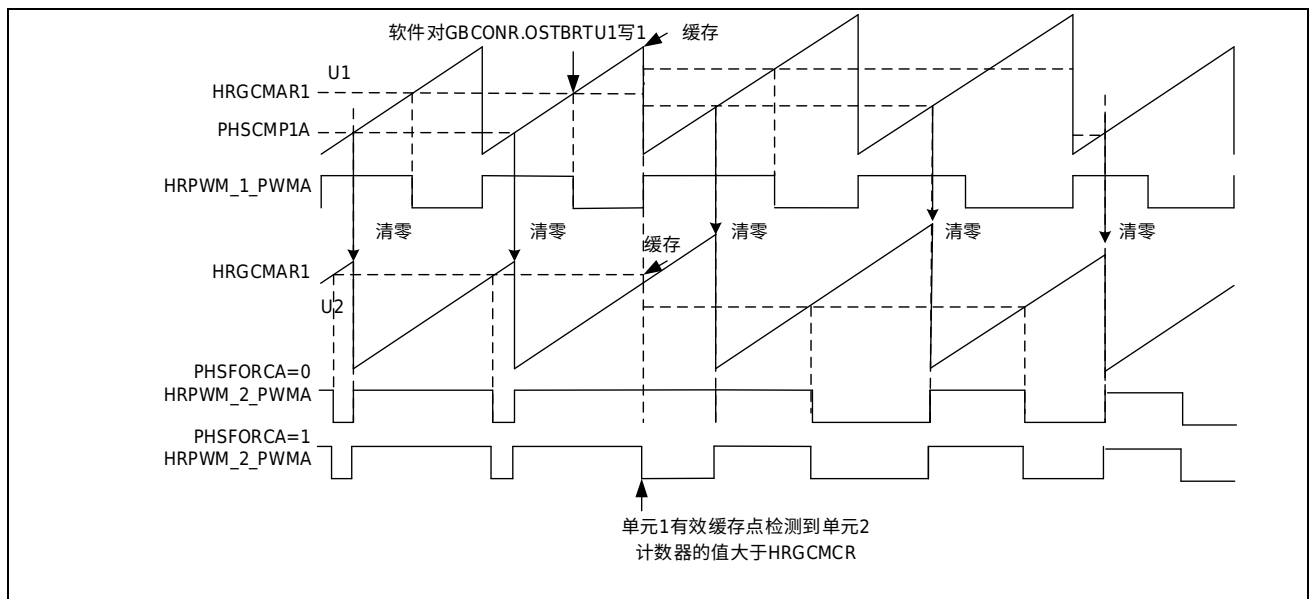 软件对GBCONR.OSTBRTU1写1
缓存
U1
HRGCMAR1
PHSCMP1A
HRPWM_1_PWMA
清零
清零
清零
清零
清零
缓存
HRGCMAR1
U2
PHSFORCA=0
HRPWM_2_PWMA
PHSFORCA=1
HRPWM_2_PWMA
单元1有效缓存点检测到单元2
计数器的值大于HRGCMCR